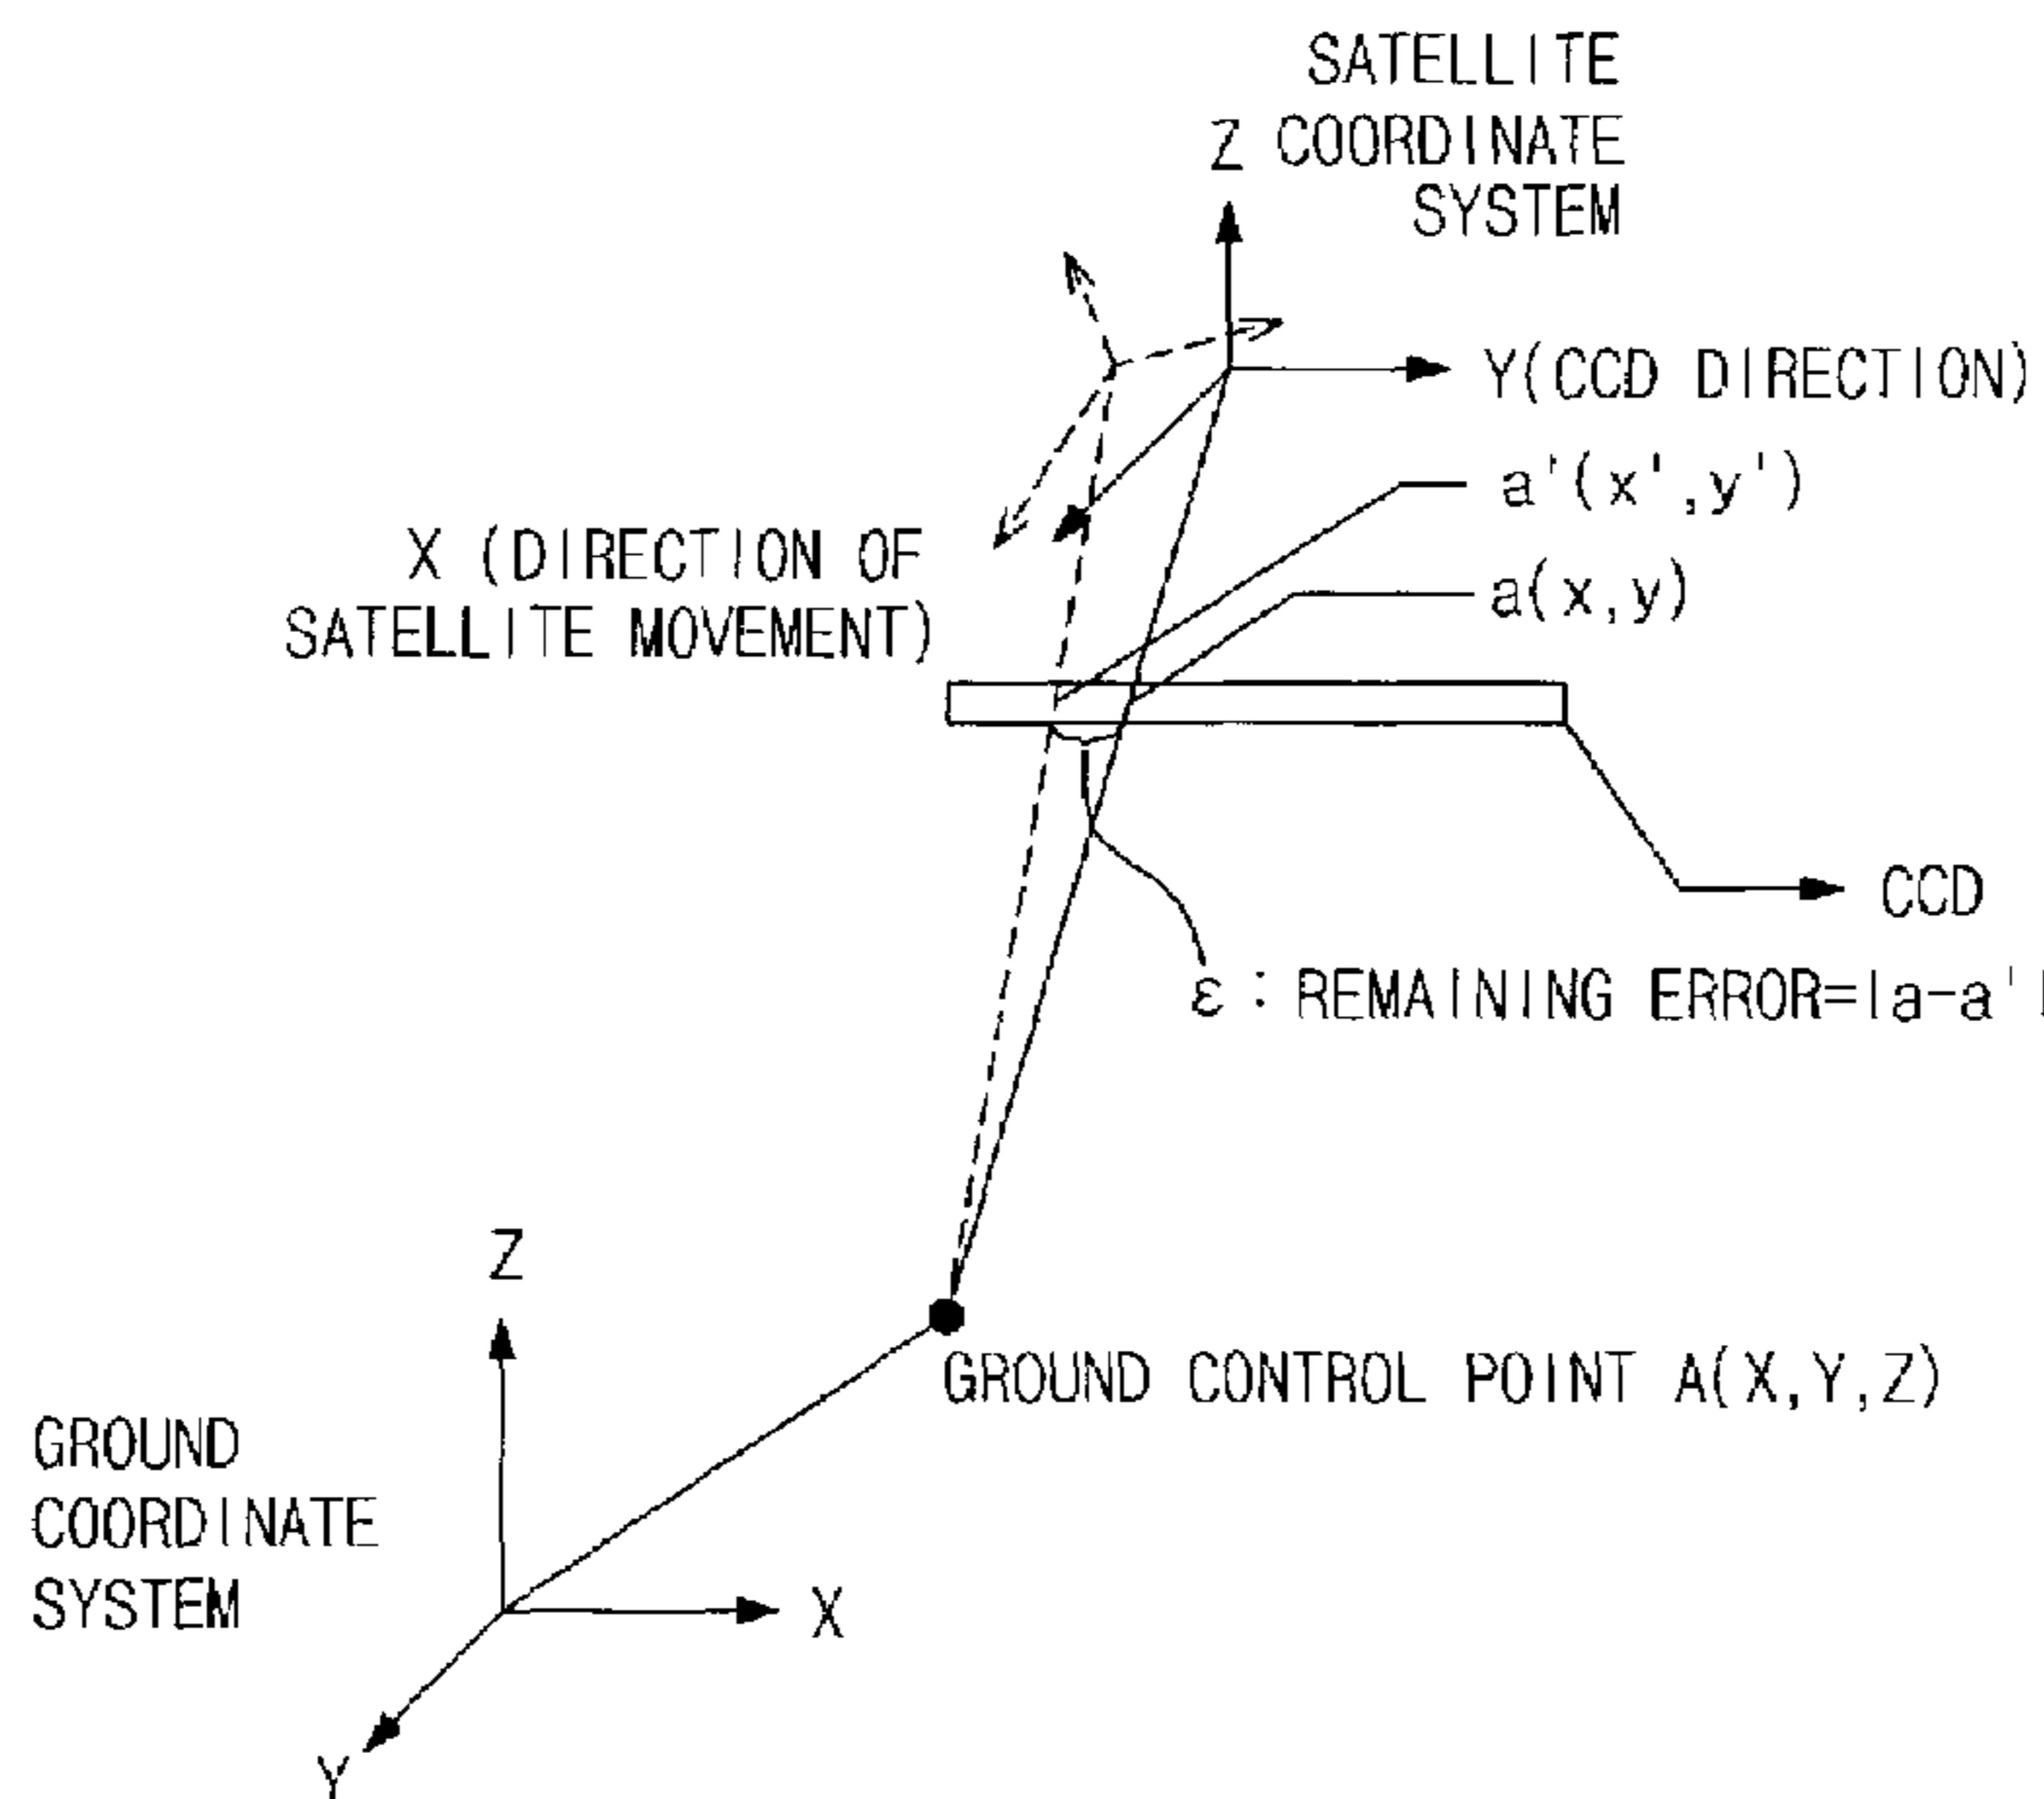 SATELLITE
Z COORDINATE
SYSTEM
Y(CCD DIRECTION)
a'(x',y')
X (DIRECTION OF
SATELLITE MOVEMENT)
a(x,y)
CCD
ε : REMAINING ERROR=|a-a'|
Z
GROUND CONTROL POINT A(X,Y,Z)
GROUND
COORDINATE
SYSTEM
X
Y